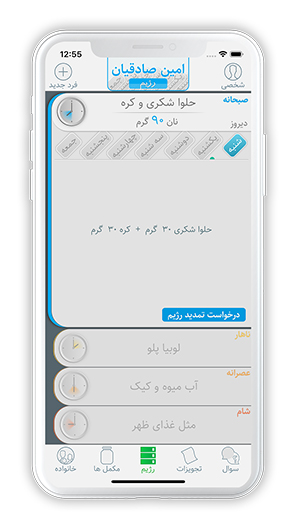 12:55
امین صادقیان
رژیم
شخصی
فرد جدید
صبحانه
حلوا شکری و کره
دیروز
نان ۹۰ گرم
شنبه یکشنبه دوشنبه سه شنبه چهارشنبه پنجشنبه جمعه
حلوا شکری ۳۰ گرم + کره ۳۰ گرم
درخواست تمدید رژیم
ناهار
لوبیا پلو
عصرانه
آب میوه و کیک
شام
مثل غذای ظهر
سوال تجویزات رژیم مکمل ها خانواده